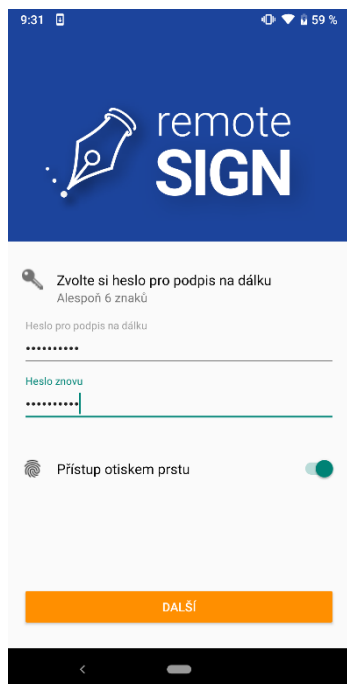 9:31
59 %
remote
SIGN
Zvolte si heslo pro podpis na dálku
Alespoň 6 znaků
Heslo pro podpis na dálku
••••••••••
Heslo znovu
••••••••••
Přístup otiskem prstu
DALŠÍ